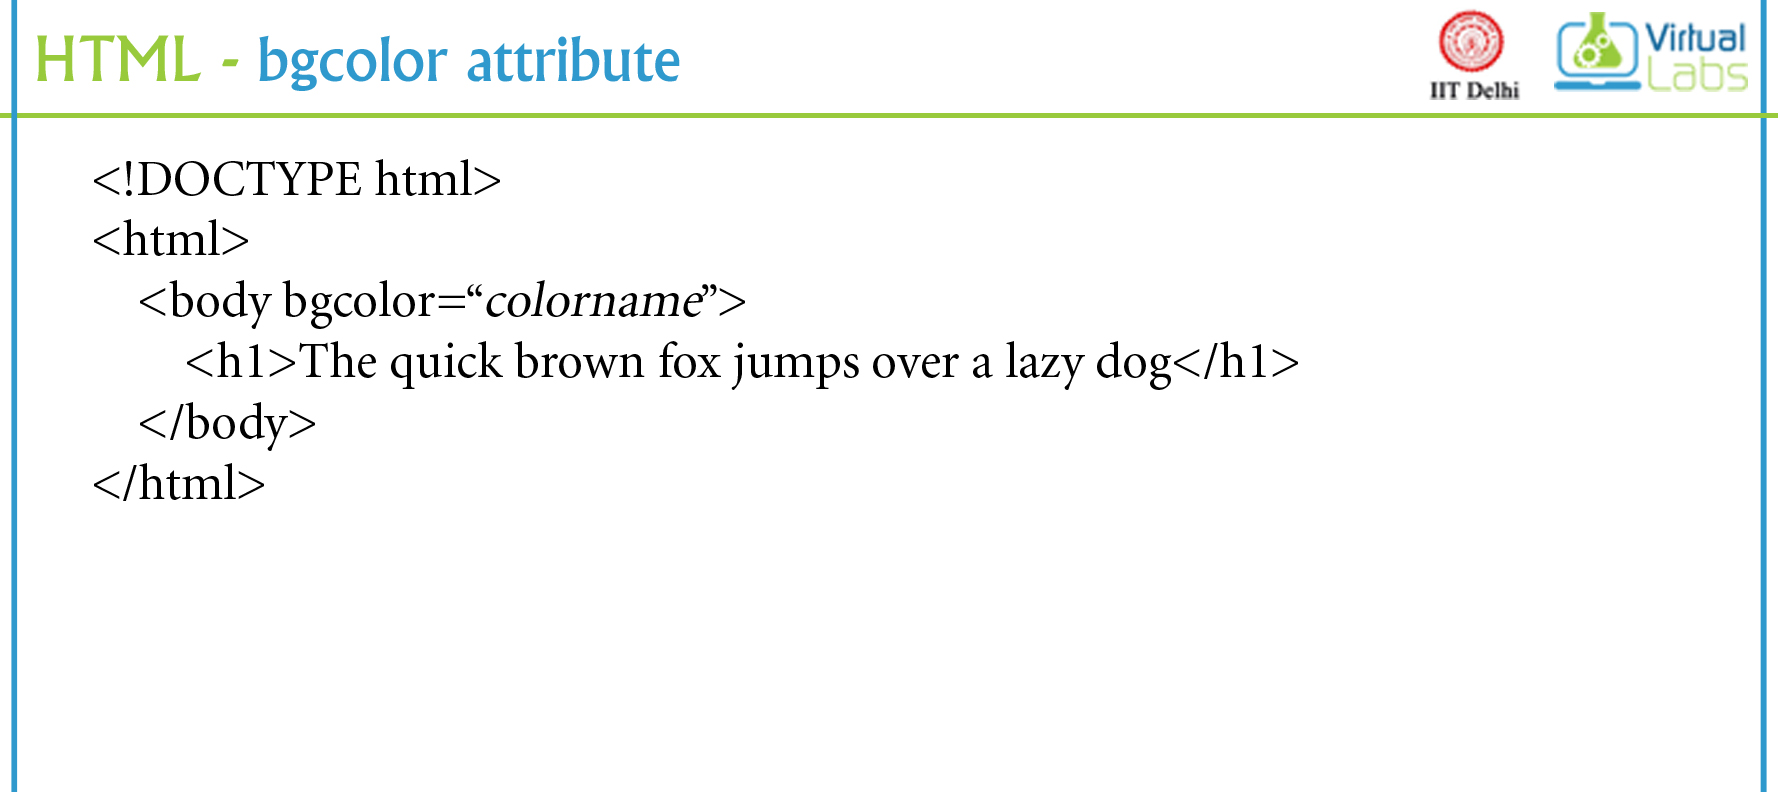 HTML - bgcolor attribute
IIT Delhi
Virtual
Labs
<!DOCTYPE html>
<html>
<body bgcolor=“colorname”>
<h1>The quick brown fox jumps over a lazy dog</h1>
</body>
</html>